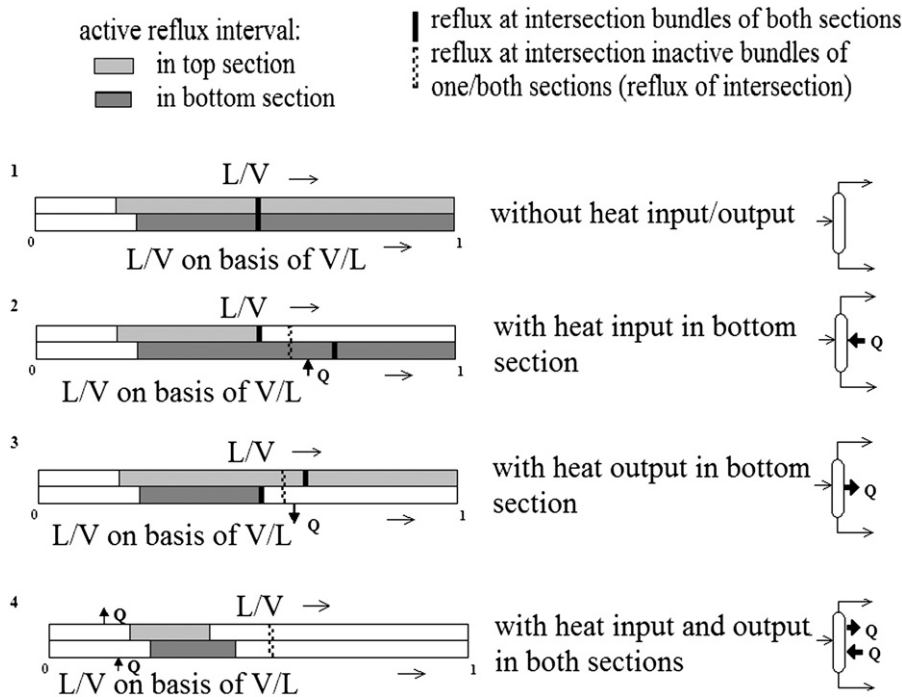 active reflux interval:
in top section
in bottom section
reflux at intersection bundles of both sections
reflux at intersection inactive bundles of
one/both sections (reflux of intersection)
1
L/V
0
1
L/V on basis of V/L
without heat input/output
2
L/V
0
1
Q
L/V on basis of V/L
with heat input in bottom
section
Q
3
L/V
0
1
Q
L/V on basis of V/L
with heat output in bottom
section
Q
4
L/V
Q
0
1
Q
L/V on basis of V/L
with heat input and output
in both sections
Q
Q